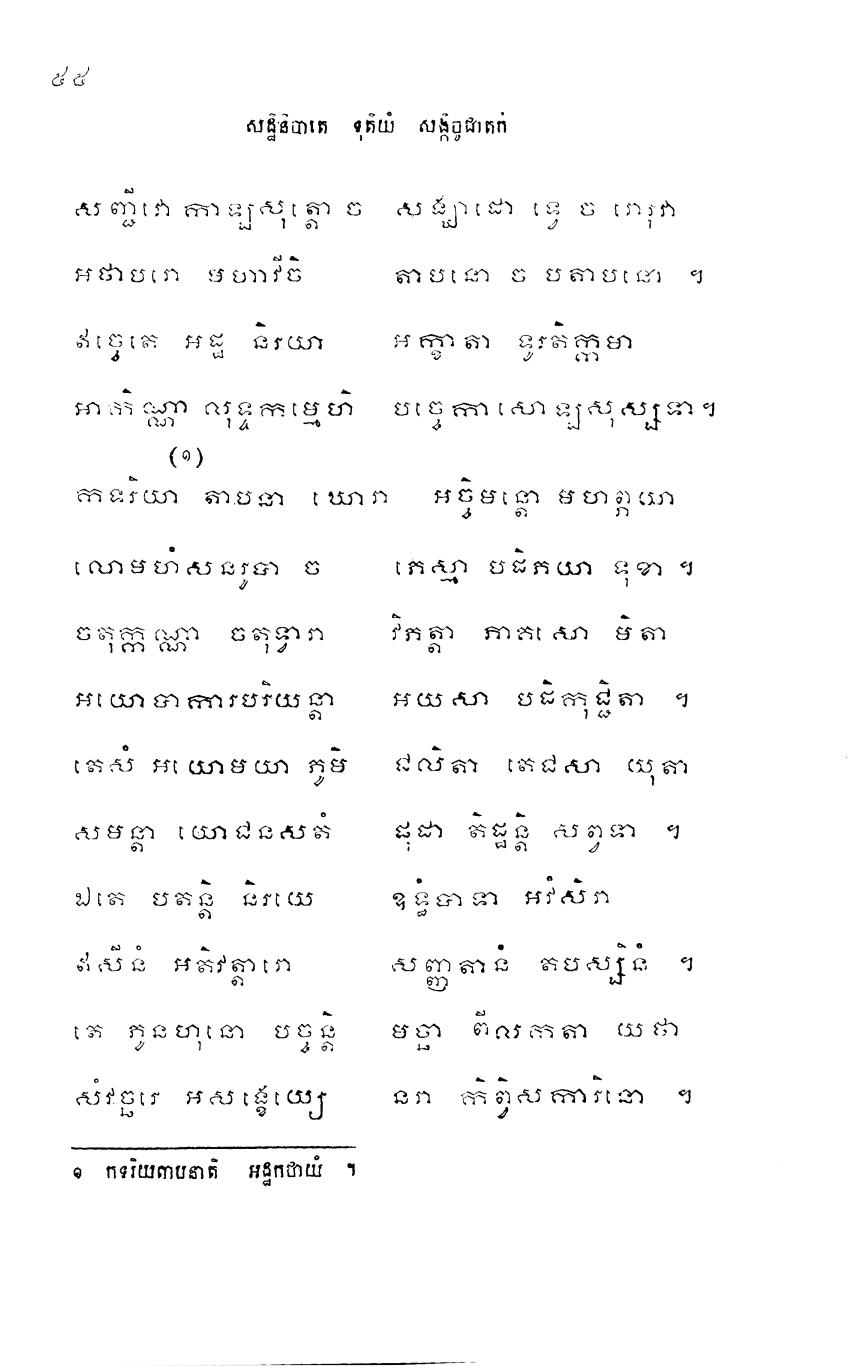 ៥៥
សដ្ឋិនិបាតេ ទុតិយំ សង្កិច្ចជាតកំ
សញ្ជីវោ កាឡសុត្តោ ច សង្ឃាដោ ទ្វេ ច រោរុវា
អថាបរោ មហាវីចិ តាបនោ ច បតាបនោ ។
ឥច្ចេតេ អដ្ឋ និរយា អក្ខាតា ទូរតិក្កមា
អាកិណ្ណា លុទ្ទកម្មេហិ បច្ចេកា សោឡសុស្សទា ។
(១)
កទរិយា តាបនា ឃោរា អច្ចិមន្តោ មហព្ភយា
លោមហំសនរូបា ច ភេស្មា បដិភយា ទុខា ។
ចតុក្កណ្ណា ចតុទ្វារា វិភត្តា ភាគសោ មិតា
អយោបាការបរិយន្តា អយសា បដិកុជ្ជិតា ។
តេសំ អយោមយា ភូមិ ជលិតា តេជសា យុតា
សមន្តា យោជនសតំ ផុដា តិដ្ឋន្តិ សព្វទា ។
ឯតេ បតន្តិ និរយេ ឧទ្ធំបាទា អវំសិរា
ឥសីនំ អតិវត្តារោ សញ្ញតានំ តបស្សិនំ ។
តេ ភូនហុនោ បច្ចន្តិ មច្ឆា ពីលកតា យថា
សំវច្ឆរេ អសង្ខេយ្យេ នរា កិព្វិសការិនោ ។
១ កទរិយតាបនាតិ អដ្ឋកថាយំ ។